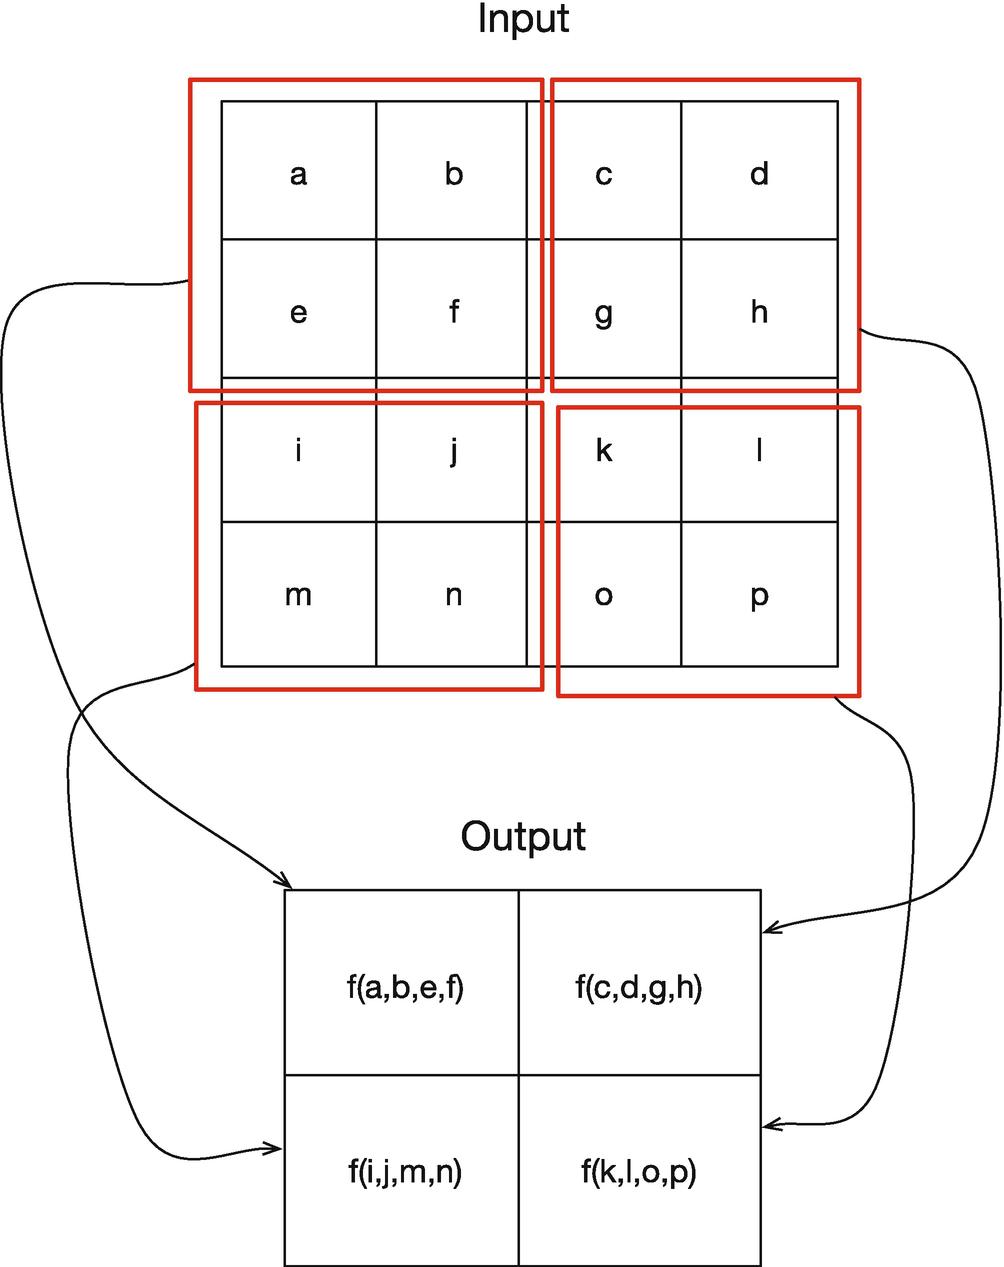 Input
a b c d
e f g h
i j k l
m n o p
Output
f(a,b,e,f) f(c,d,g,h)
f(i,j,m,n) f(k,l,o,p)